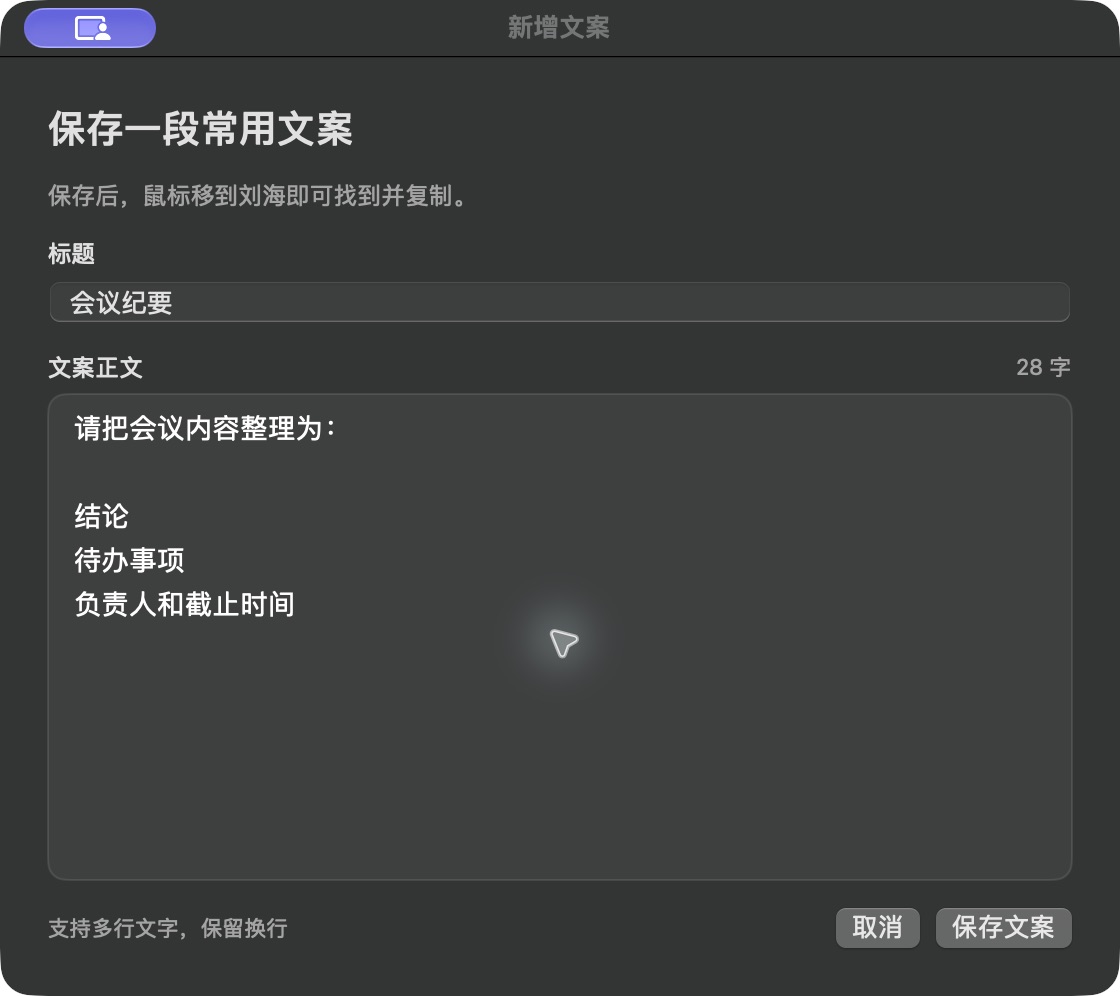 新增文案
保存一段常用文案
保存后，鼠标移到刘海即可找到并复制。
标题
会议纪要
文案正文
28 字
请把会议内容整理为：
结论
待办事项
负责人和截止时间
支持多行文字，保留换行
取消
保存文案